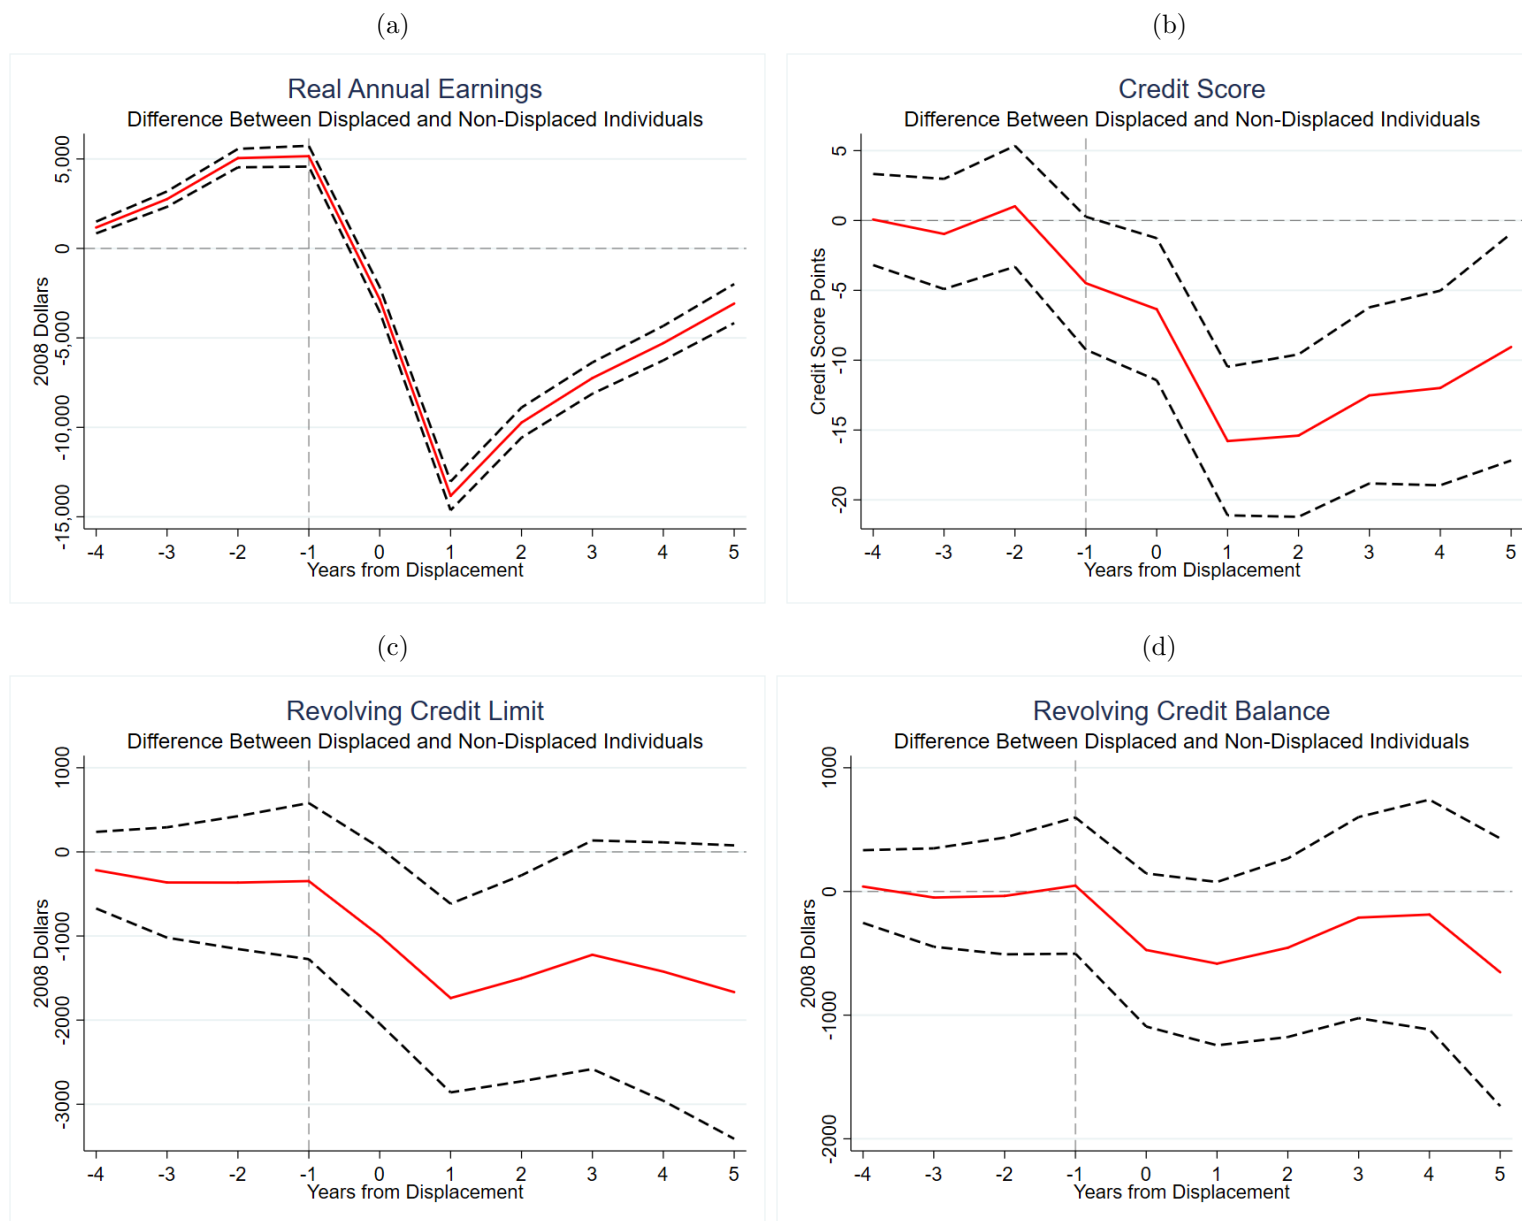 (a)
Real Annual Earnings
Difference Between Displaced and Non-Displaced Individuals
2008 Dollars
5,000
0
-5,000
-10,000
-15,000
-4 -3 -2 -1 0 1 2 3 4 5
Years from Displacement
(b)
Credit Score
Difference Between Displaced and Non-Displaced Individuals
Credit Score Points
5
0
-5
-10
-15
-20
-4 -3 -2 -1 0 1 2 3 4 5
Years from Displacement
(c)
Revolving Credit Limit
Difference Between Displaced and Non-Displaced Individuals
2008 Dollars
1000
0
-1000
-2000
-3000
-4 -3 -2 -1 0 1 2 3 4 5
Years from Displacement
(d)
Revolving Credit Balance
Difference Between Displaced and Non-Displaced Individuals
2008 Dollars
1000
0
-1000
-2000
-4 -3 -2 -1 0 1 2 3 4 5
Years from Displacement